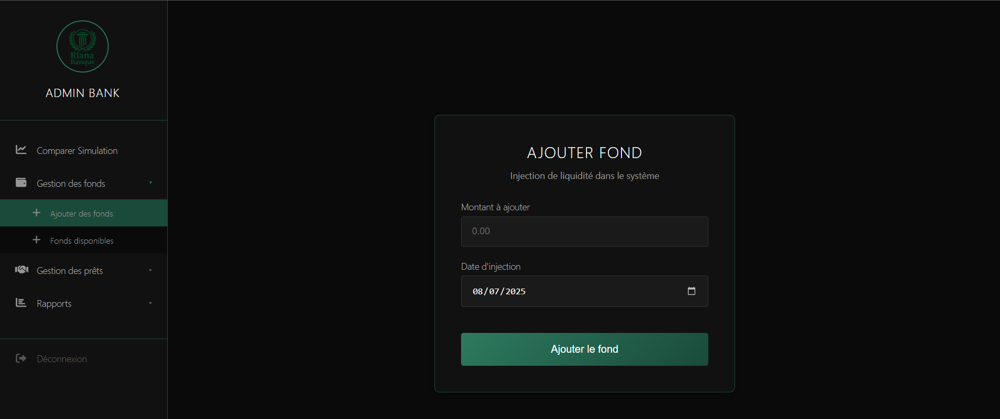 Riana
Banque
ADMIN BANK
Comparer Simulation
Gestion des fonds
Ajouter des fonds
Fonds disponibles
Gestion des prêts
Rapports
Déconnexion
AJOUTER FOND
Injection de liquidité dans le système
Montant à ajouter
0.00
Date d'injection
08/07/2025
Ajouter le fond